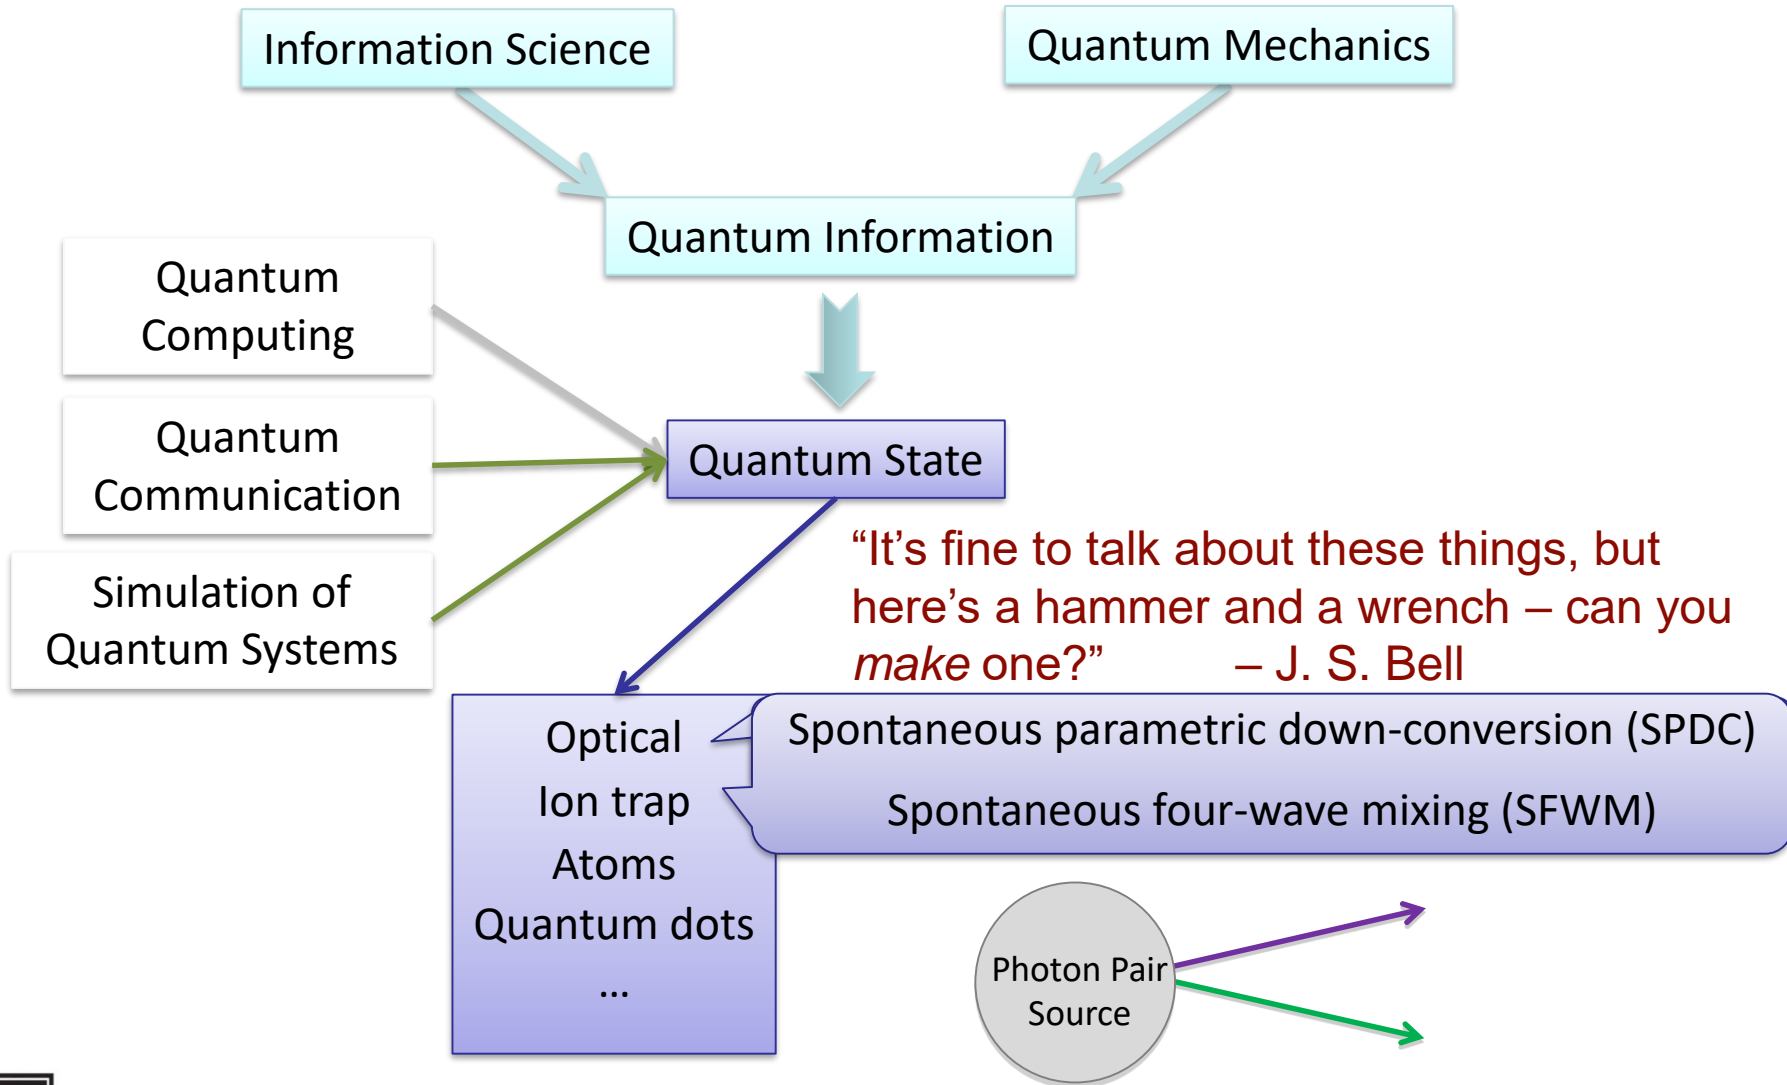 Information Science
Quantum Mechanics
Quantum Information
Quantum
Computing
Quantum
Communication
Simulation of
Quantum Systems
Quantum State
“It’s fine to talk about these things, but
here’s a hammer and a wrench – can you
make one?” – J. S. Bell
Optical
Ion trap
Atoms
Quantum dots
...
Spontaneous parametric down-conversion (SPDC)
Spontaneous four-wave mixing (SFWM)
Photon Pair
Source